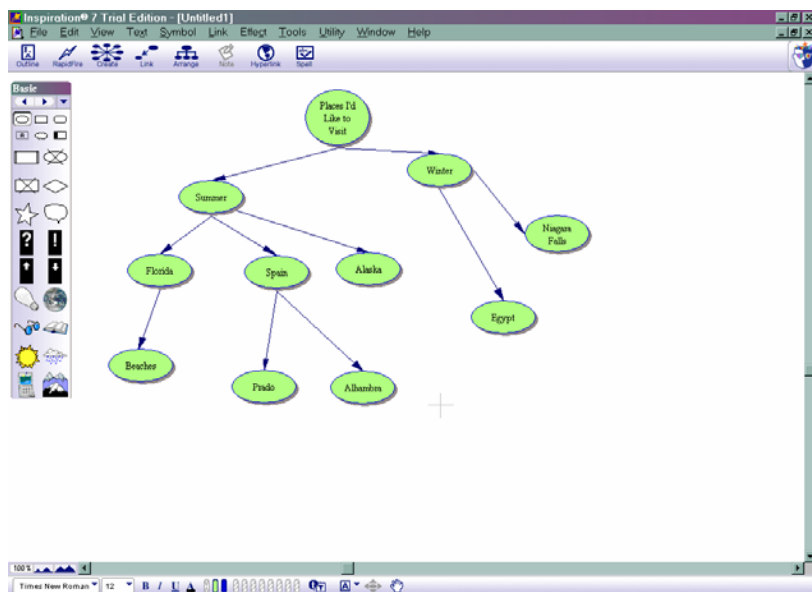 Inspiration® 7 Trial Edition - [Untitled1]
File Edit View Text Symbol Link Effect Tools Utility Window Help
Outline RapidFire Create Link Arrange Note Hyperlink Spell
Basic
Places I'd
Like to
Visit
Summer
Winter
Niagara
Falls
Florida
Spain
Alaska
Egypt
Beaches
Prado
Alhambra
100%
Times New Roman 12 B I U A